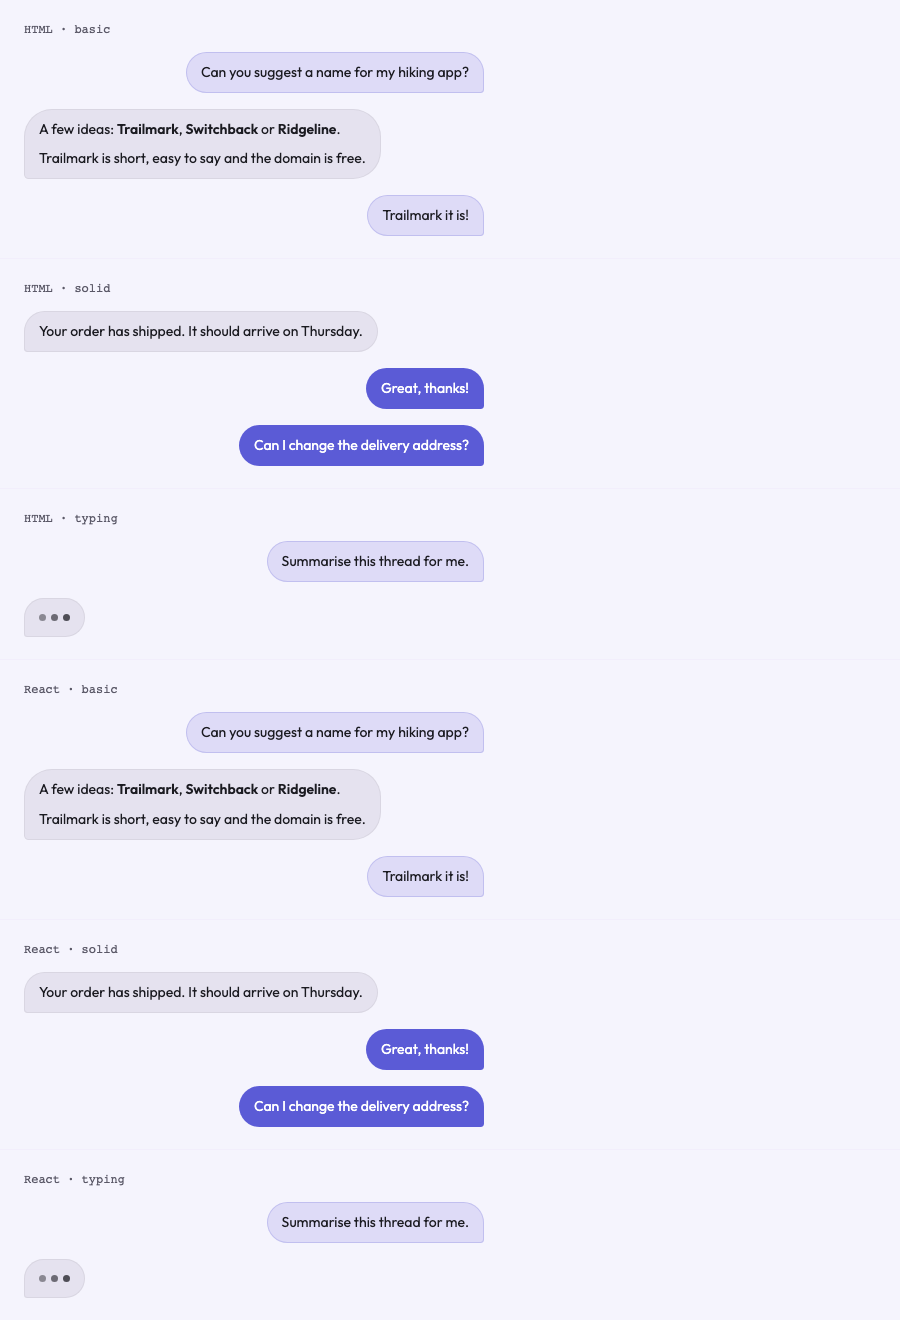 HTML · basic
Can you suggest a name for my hiking app?
A few ideas: Trailmark, Switchback or Ridgeline.
Trailmark is short, easy to say and the domain is free.
Trailmark it is!
HTML · solid
Your order has shipped. It should arrive on Thursday.
Great, thanks!
Can I change the delivery address?
HTML · typing
Summarise this thread for me.
React · basic
Can you suggest a name for my hiking app?
A few ideas: Trailmark, Switchback or Ridgeline.
Trailmark is short, easy to say and the domain is free.
Trailmark it is!
React · solid
Your order has shipped. It should arrive on Thursday.
Great, thanks!
Can I change the delivery address?
React · typing
Summarise this thread for me.